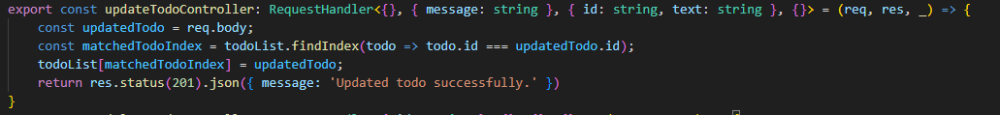 export const updateTodoController: RequestHandler<{}, { message: string }, { id: string, text: string }, {}> = (req, res, _) => {
    const updatedTodo = req.body;
    const matchedTodoIndex = todoList.findIndex(todo => todo.id === updatedTodo.id);
    todoList[matchedTodoIndex] = updatedTodo;
    return res.status(201).json({ message: 'Updated todo successfully.' })
}